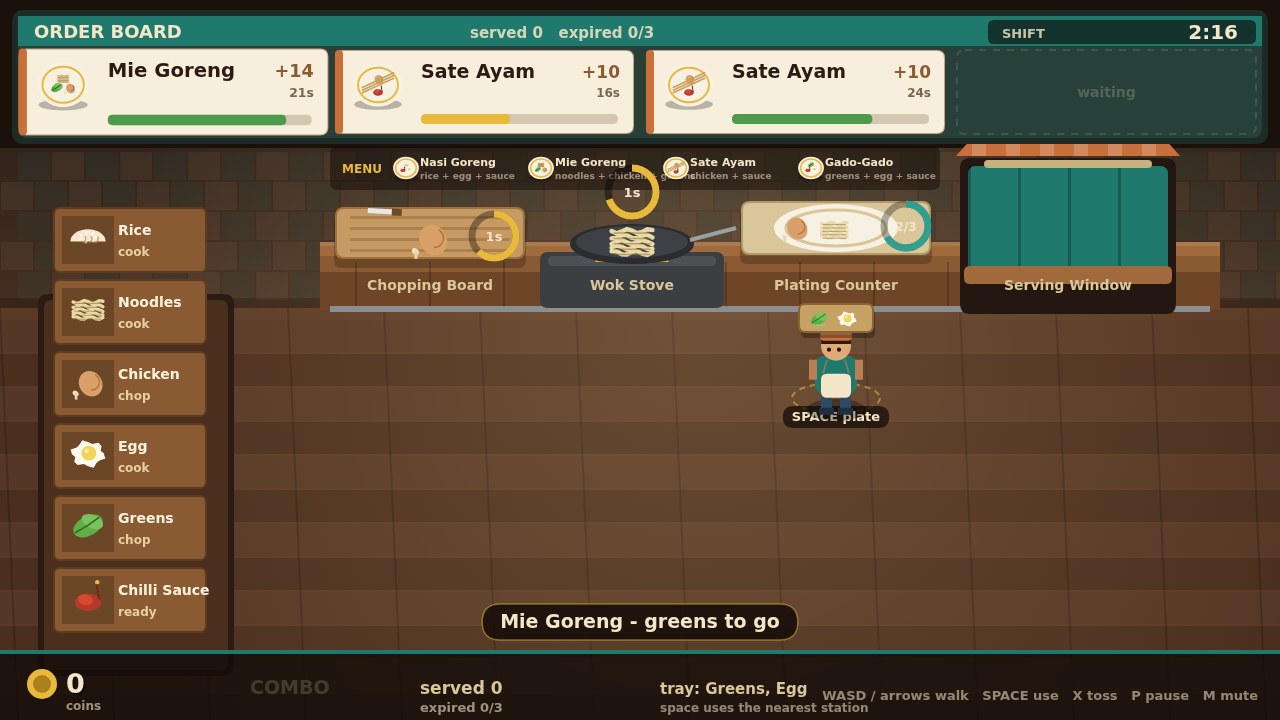 ORDER BOARD
served 0 expired 0/3
SHIFT 2:16
Mie Goreng +14
21s
Sate Ayam +10
16s
Sate Ayam +10
24s
waiting
MENU
Nasi Goreng
rice + egg + sauce
Mie Goreng
noodles + chicken + greens
Sate Ayam
chicken + sauce
Gado-Gado
greens + egg + sauce
1s
1s
2/3
Chopping Board
Wok Stove
Plating Counter
Serving Window
Rice
cook
Noodles
cook
Chicken
chop
Egg
cook
Greens
chop
Chilli Sauce
ready
SPACE plate
Mie Goreng - greens to go
0
coins
COMBO
served 0
expired 0/3
tray: Greens, Egg
space uses the nearest station
WASD / arrows walk SPACE use X toss P pause M mute